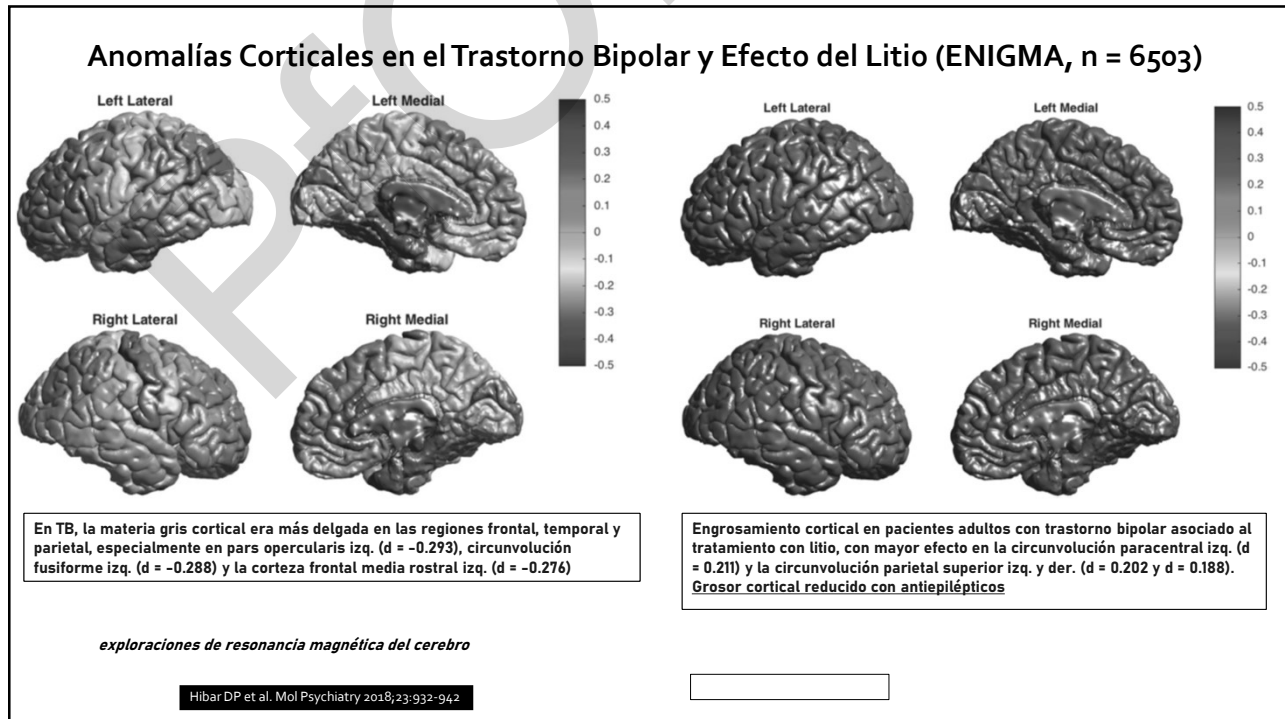 Anomalías Corticales en el Trastorno Bipolar y Efecto del Litio (ENIGMA, n = 6503)
Left Lateral
Left Medial
0.5
0.4
0.3
0.2
0.1
0
-0.1
-0.2
-0.3
-0.4
-0.5
Right Lateral
Right Medial
Left Lateral
Left Medial
0.5
0.4
0.3
0.2
0.1
0
-0.1
-0.2
-0.3
-0.4
-0.5
Right Lateral
Right Medial
En TB, la materia gris cortical era más delgada en las regiones frontal, temporal y
parietal, especialmente en pars opercularis izq. (d = -0.293), circunvolución
fusiforme izq. (d = -0.288) y la corteza frontal media rostral izq. (d = -0.276)
Engrosamiento cortical en pacientes adultos con trastorno bipolar asociado al
tratamiento con litio, con mayor efecto en la circunvolución paracentral izq. (d
= 0.211) y la circunvolución parietal superior izq. y der. (d = 0.202 y d = 0.188).
Grosor cortical reducido con antiepilépticos
exploraciones de resonancia magnética del cerebro
Hibar DP et al. Mol Psychiatry 2018;23:932-942